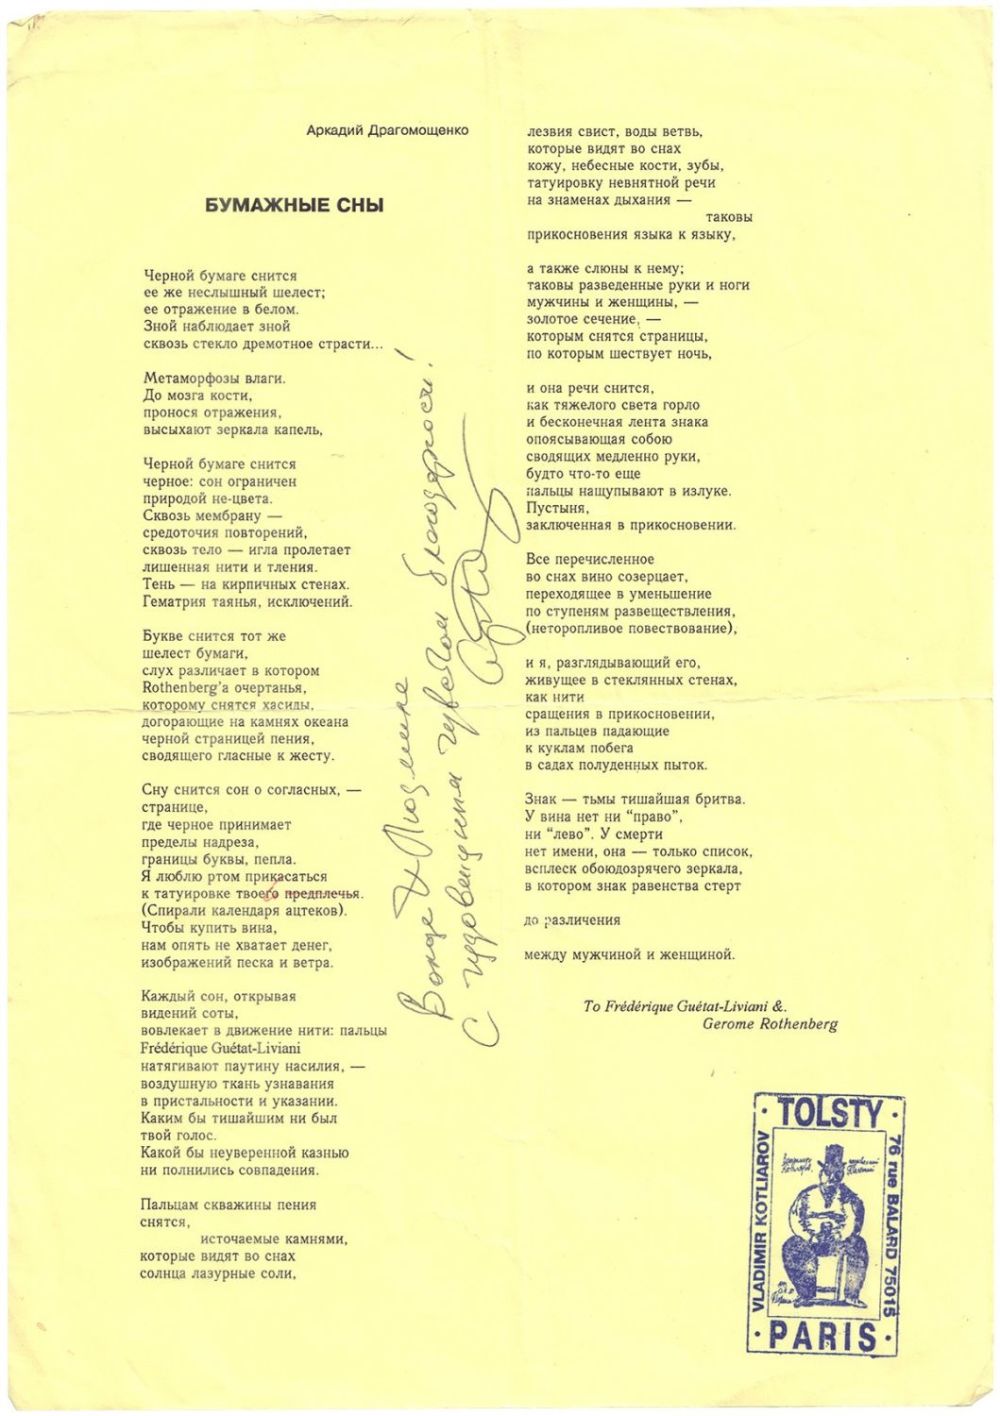 Аркадий Драгомощенко
БУМАЖНЫЕ СНЫ
Черной бумаге снится
ее же неслышный шелест;
ее отражение в белом.
Зной наблюдает зной
сквозь стекло дремотное страсти...
Метаморфозы влаги.
До мозга кости,
пронося отражения,
высыхают зеркала капель,
Черной бумаге снится
черное: сон ограничен
природой не-цвета.
Сквозь мембрану —
средоточия повторений,
сквозь тело — игла пролетает
лишенная нити и тления.
Тень — на кирпичных стенах.
Гематрия таянья, исключений.
Букве снится тот же
шелест бумаги,
слух различает в котором
Rothenberg'а очертанья,
которому снятся хасиды,
догорающие на камнях океана
черной страницей пения,
сводящего гласные к жесту.
Сну снится сон о согласных, —
странице,
где черное принимает
пределы надреза,
границы буквы, пепла.
Я люблю ртом прикасаться
к татуировке твоего предплечья.
(Спирали календаря ацтеков).
Чтобы купить вина,
нам опять не хватает денег,
изображений песка и ветра.
Каждый сон, открывая
видений соты,
вовлекает в движение нити: пальцы
Frédérique Guétat-Liviani
натягивают паутину насилия, —
воздушную ткань узнавания
в пристальности и указании.
Каким бы тишайшим ни был
твой голос.
Какой бы неуверенной казнью
ни полнились совпадения.
Пальцам скважины пения
снятся,
источаемые камнями,
которые видят во снах
солнца лазурные соли,
лезвия свист, воды ветвь,
которые видят во снах
кожу, небесные кости, зубы,
татуировку невнятной речи
на знаменах дыхания —
таковы
прикосновения языка к языку,
а также слюны к нему;
таковы разведенные руки и ноги
мужчины и женщины, —
золотое сечение, —
которым снятся страницы,
по которым шествует ночь,
и она речи снится,
как тяжелого света горло
и бесконечная лента знака
опоясывающая собою
сводящих медленно руки,
будто что-то еще
пальцы нащупывают в излуке.
Пустыня,
заключенная в прикосновении.
Все перечисленное
во снах вино созерцает,
переходящее в уменьшение
по ступеням развеществления,
(неторопливое повествование),
и я, разглядывающий его,
живущее в стеклянных стенах,
как нити
сращения в прикосновении,
из пальцев падающие
к куклам побега
в садах полуденных пыток.
Знак — тьмы тишайшая бритва.
У вина нет ни “право”,
ни “лево”. У смерти
нет имени, она — только список,
всплеск обоюдозрячего зеркала,
в котором знак равенства стерт
до различения
между мужчиной и женщиной.
To Frédérique Guétat-Liviani &.
Gerome Rothenberg
Вокде и Людмиле
С чудовищным чувством благодарности!
· TOLSTY ·
VLADIMIR KOTLIAROV
76 rue BALARD 75015
· PARIS ·